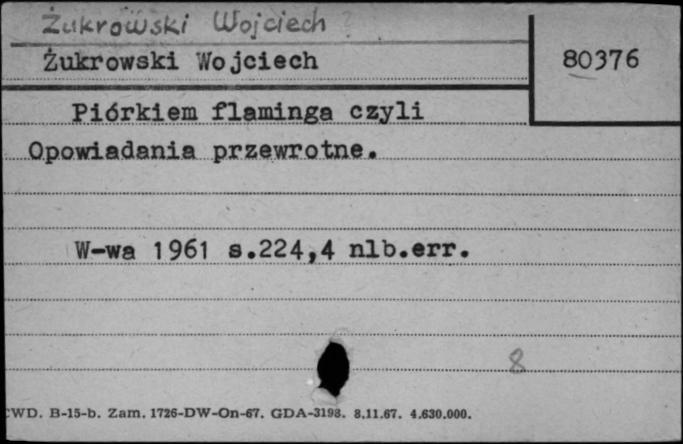 Żukrowski Wojciech
Żukrowski Wojciech
80376
Piórkiem flaminga czyli
Opowiadania przewrotne.
W-wa 1961 s.224,4 nlb.err.
8
WD. B-15-b. Zam. 1726-DW-On-67. GDA-3198. 8.11.67. 4.630.000.